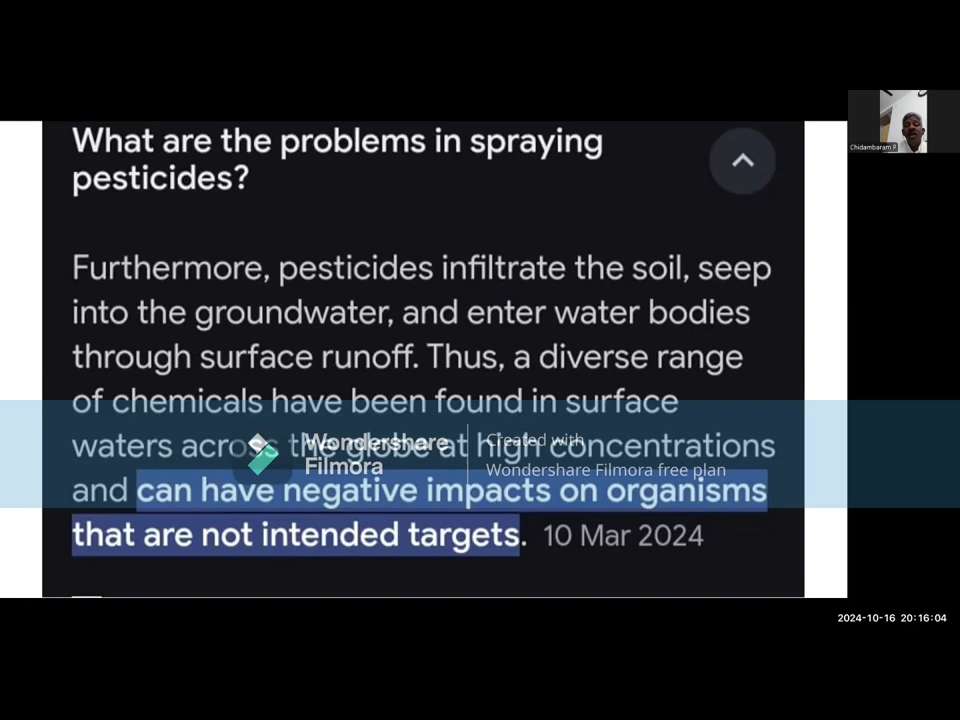 What are the problems in spraying
pesticides?
Furthermore, pesticides infiltrate the soil, seep
into the groundwater, and enter water bodies
through surface runoff. Thus, a diverse range
of chemicals have been found in surface
waters across the globe at high concentrations
and can have negative impacts on organisms
that are not intended targets. 10 Mar 2024
Wondershare
Filmora
Created with
Wondershare Filmora free plan
Chidambaram P
2024-10-16 20:16:04